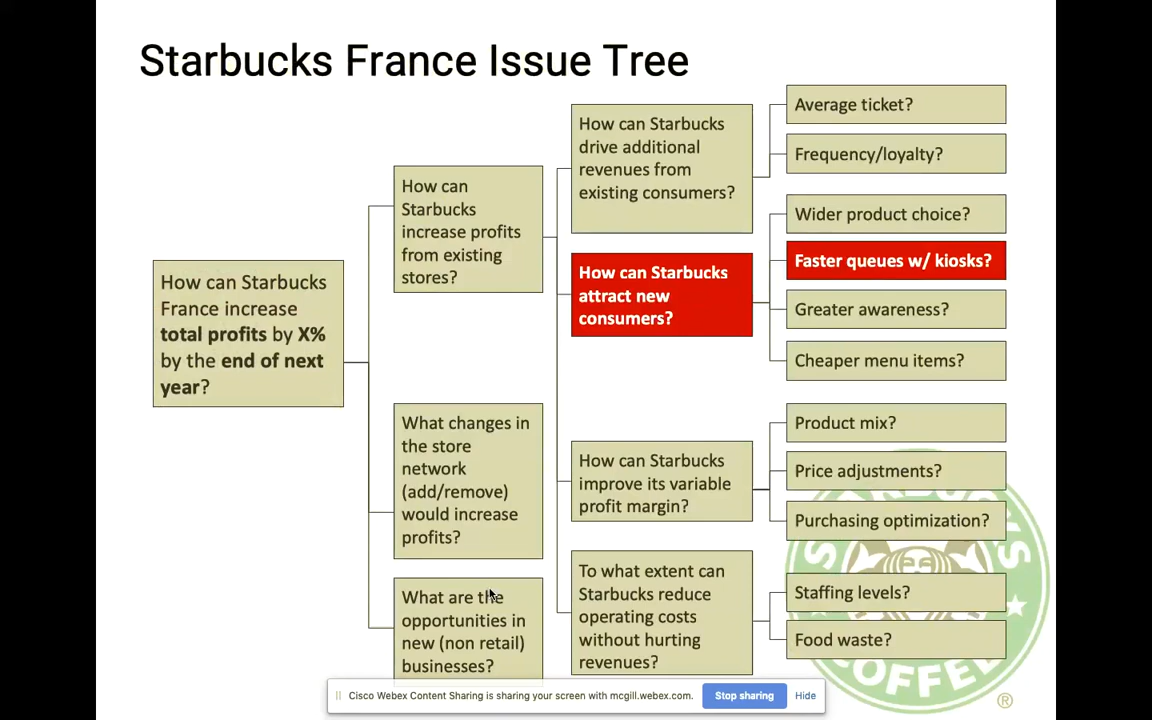 Starbucks France Issue Tree
How can Starbucks
France increase
total profits by X%
by the end of next
year?
How can
Starbucks
increase profits
from existing
stores?
What changes in
the store
network
(add/remove)
would increase
profits?
What are the
opportunities in
new (non retail)
businesses?
How can Starbucks
drive additional
revenues from
existing consumers?
How can Starbucks
attract new
consumers?
How can Starbucks
improve its variable
profit margin?
To what extent can
Starbucks reduce
operating costs
without hurting
revenues?
Average ticket?
Frequency/loyalty?
Wider product choice?
Faster queues w/ kiosks?
Greater awareness?
Cheaper menu items?
Product mix?
Price adjustments?
Purchasing optimization?
Staffing levels?
Food waste?
COFFEE
®
Cisco Webex Content Sharing is sharing your screen with mcgill.webex.com.
Stop sharing
Hide